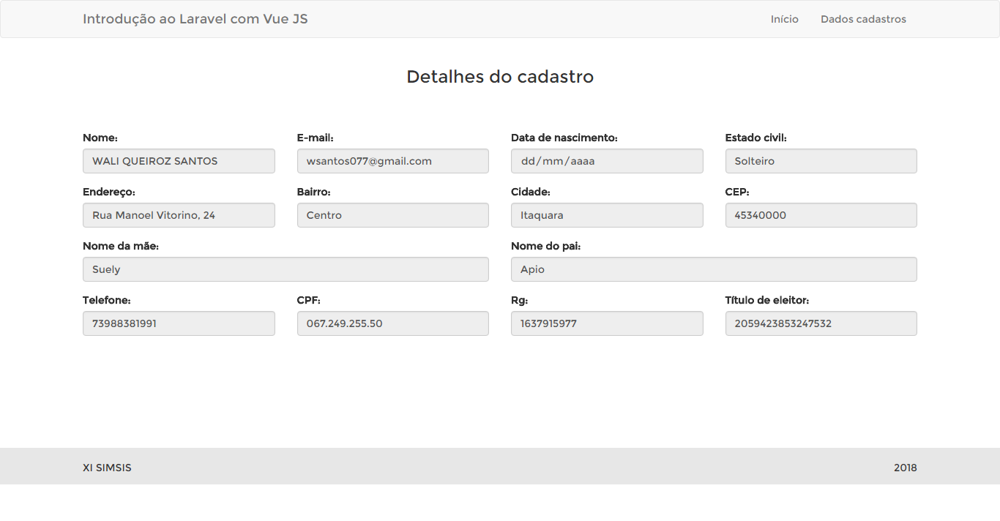 Introdução ao Laravel com Vue JS Início Dados cadastros
Detalhes do cadastro
Nome: E-mail: Data de nascimento: Estado civil:
WALI QUEIROZ SANTOS wsantos077@gmail.com dd/mm/aaaa Solteiro
Endereço: Bairro: Cidade: CEP:
Rua Manoel Vitorino, 24 Centro Itaquara 45340000
Nome da mãe: Nome do pai:
Suely Apio
Telefone: CPF: Rg: Título de eleitor:
73988381991 067.249.255.50 1637915977 2059423853247532
XI SIMSIS 2018